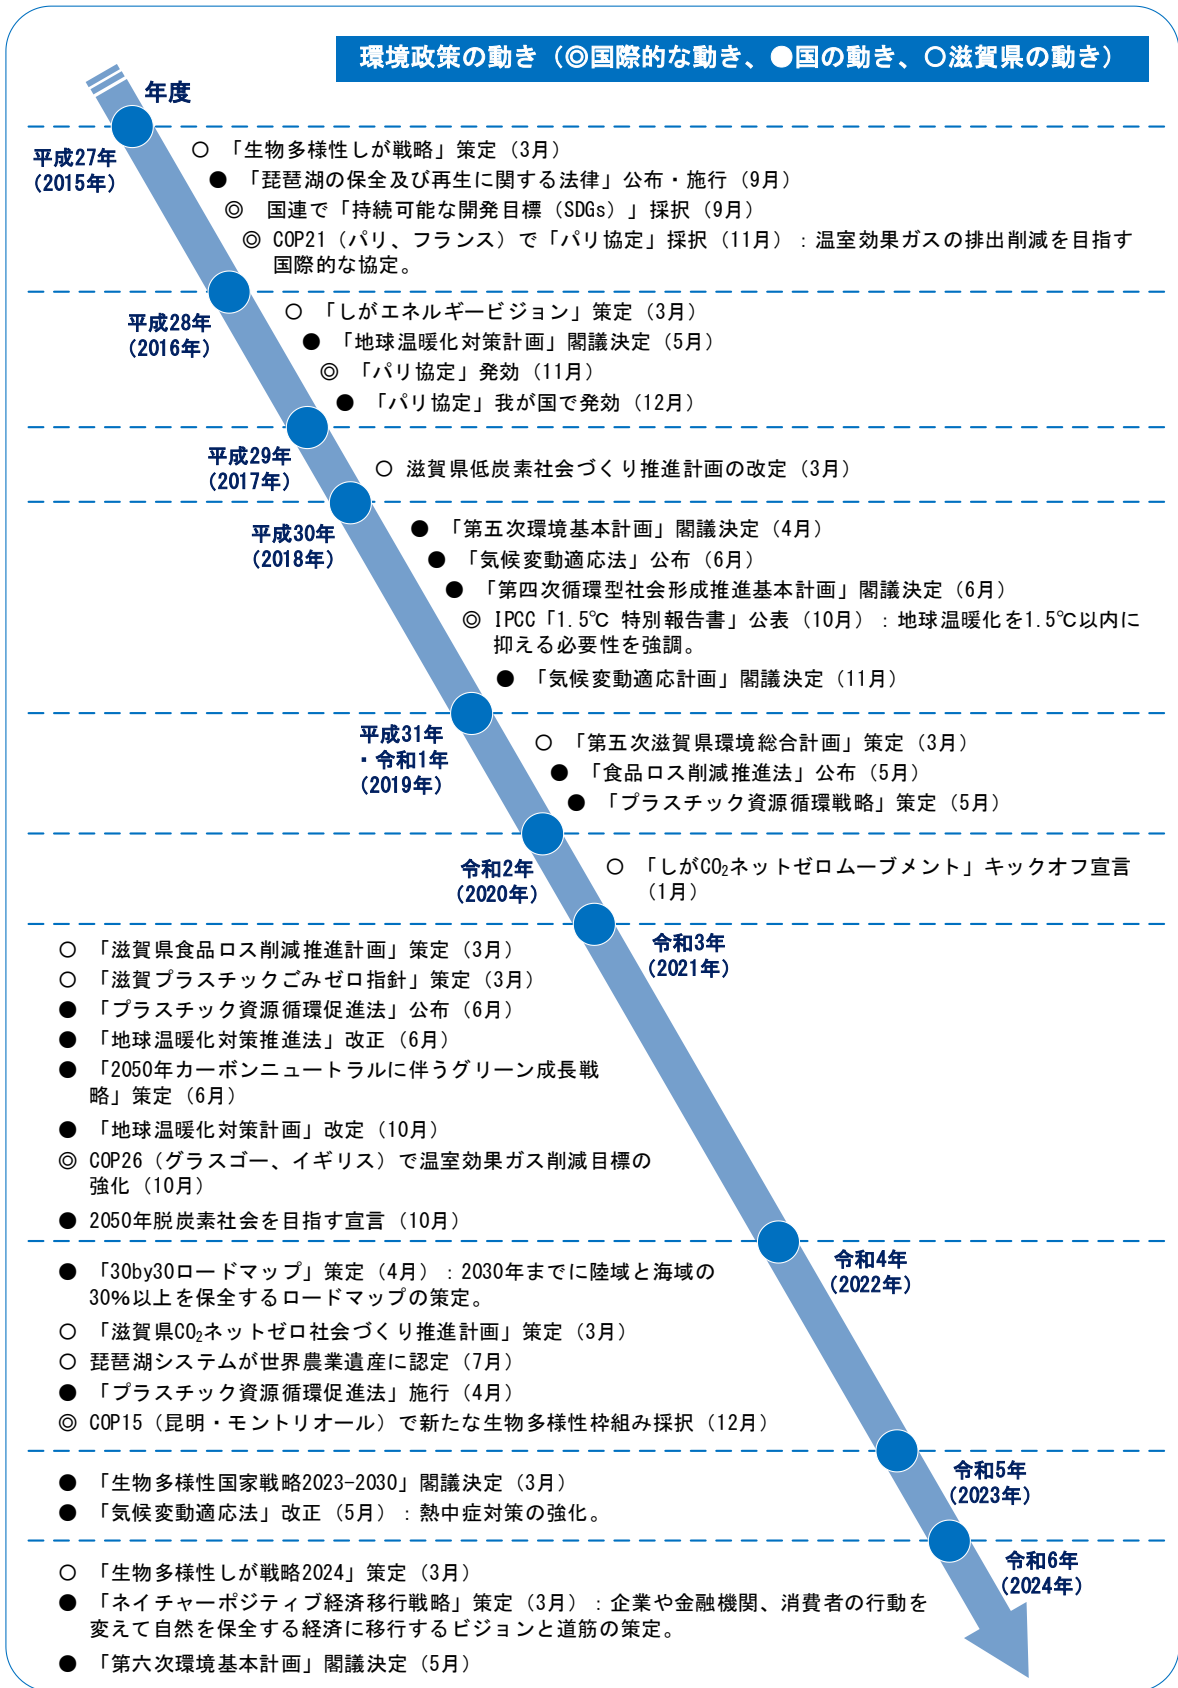 環境政策の動き（◎国際的な動き、●国の動き、○滋賀県の動き）
年度
平成27年
（2015年）
○ 「生物多様性しが戦略」策定（3月）
● 「琵琶湖の保全及び再生に関する法律」公布・施行（9月）
◎ 国連で「持続可能な開発目標（SDGs）」採択（9月）
◎ COP21（パリ、フランス）で「パリ協定」採択（11月）：温室効果ガスの排出削減を目指す
国際的な協定。
平成28年
（2016年）
○ 「しがエネルギービジョン」策定（3月）
● 「地球温暖化対策計画」閣議決定（5月）
◎ 「パリ協定」発効（11月）
● 「パリ協定」我が国で発効（12月）
平成29年
（2017年）
○ 滋賀県低炭素社会づくり推進計画の改定（3月）
平成30年
（2018年）
● 「第五次環境基本計画」閣議決定（4月）
● 「気候変動適応法」公布（6月）
● 「第四次循環型社会形成推進基本計画」閣議決定（6月）
◎ IPCC「1.5℃ 特別報告書」公表（10月）：地球温暖化を1.5℃以内に
抑える必要性を強調。
● 「気候変動適応計画」閣議決定（11月）
平成31年
・令和1年
（2019年）
○ 「第五次滋賀県環境総合計画」策定（3月）
● 「食品ロス削減推進法」公布（5月）
● 「プラスチック資源循環戦略」策定（5月）
令和2年
（2020年）
○ 「しがCO₂ネットゼロムーブメント」キックオフ宣言
（1月）
令和3年
（2021年）
○ 「滋賀県食品ロス削減推進計画」策定（3月）
○ 「滋賀プラスチックごみゼロ指針」策定（3月）
● 「プラスチック資源循環促進法」公布（6月）
● 「地球温暖化対策推進法」改正（6月）
● 「2050年カーボンニュートラルに伴うグリーン成長戦
略」策定（6月）
● 「地球温暖化対策計画」改定（10月）
◎ COP26（グラスゴー、イギリス）で温室効果ガス削減目標の
強化（10月）
● 2050年脱炭素社会を目指す宣言（10月）
令和4年
（2022年）
● 「30by30ロードマップ」策定（4月）：2030年までに陸域と海域の
30%以上を保全するロードマップの策定。
○ 「滋賀県CO₂ネットゼロ社会づくり推進計画」策定（3月）
○ 琵琶湖システムが世界農業遺産に認定（7月）
● 「プラスチック資源循環促進法」施行（4月）
◎ COP15（昆明・モントリオール）で新たな生物多様性枠組み採択（12月）
令和5年
（2023年）
● 「生物多様性国家戦略2023-2030」閣議決定（3月）
● 「気候変動適応法」改正（5月）：熱中症対策の強化。
令和6年
（2024年）
○ 「生物多様性しが戦略2024」策定（3月）
● 「ネイチャーポジティブ経済移行戦略」策定（3月）：企業や金融機関、消費者の行動を
変えて自然を保全する経済に移行するビジョンと道筋の策定。
● 「第六次環境基本計画」閣議決定（5月）